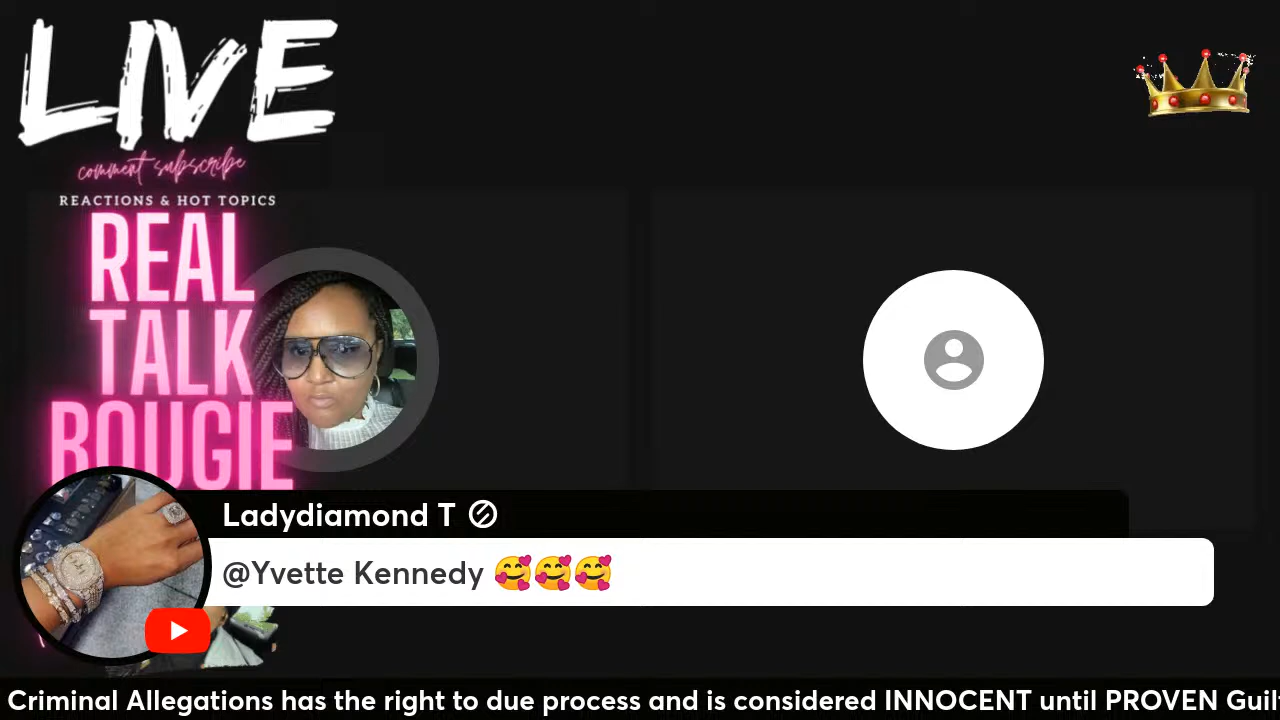 LIVE
comment subscribe
REACTIONS & HOT TOPICS
REAL
TALK
BOUGIE
Ladydiamond T
@Yvette Kennedy 🥰🥰🥰
Criminal Allegations has the right to due process and is considered INNOCENT until PROVEN Guil